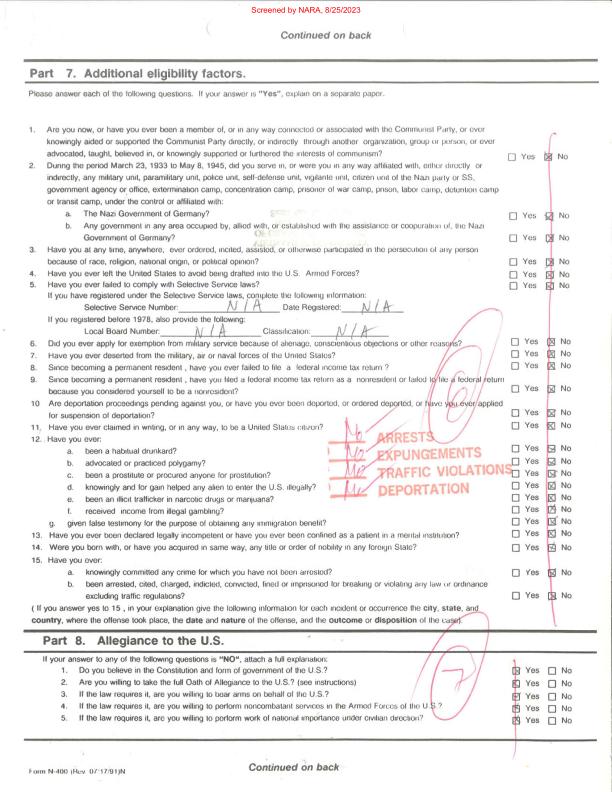 Screened by NARA, 8/25/2023
Continued on back
Part 7. Additional eligibility factors.
Please answer each of the following questions. If your answer is "Yes", explain on a separate paper.
1. Are you now, or have you ever been a member of, or in any way connected or associated with the Communist Party, or ever
knowingly aided or supported the Communist Party directly, or indirectly through another organization, group or person, or ever
advocated, taught, believed in, or knowingly supported or furthered the interests of communism? Yes No
2. During the period March 23, 1933 to May 8, 1945, did you serve in, or were you in any way affiliated with, either directly or
indirectly, any military unit, paramilitary unit, police unit, self-defense unit, vigilante unit, citizen unit of the Nazi party or SS,
government agency or office, extermination camp, concentration camp, prisoner of war camp, prison, labor camp, detention camp
or transit camp, under the control or affiliated with:
a. The Nazi Government of Germany? Yes No
b. Any government in any area occupied by, allied with, or established with the assistance or cooperation of, the Nazi
Government of Germany? Yes No
3. Have you at any time, anywhere, ever ordered, incited, assisted, or otherwise participated in the persecution of any person
because of race, religion, national origin, or political opinion? Yes No
4. Have you ever left the United States to avoid being drafted into the U.S. Armed Forces? Yes No
5. Have you ever failed to comply with Selective Service laws? Yes No
If you have registered under the Selective Service laws, complete the following information:
Selective Service Number: N/A Date Registered: N/A
If you registered before 1978, also provide the following:
Local Board Number: N/A Classification: N/A
6. Did you ever apply for exemption from military service because of alienage, conscientious objections or other reasons? Yes No
7. Have you ever deserted from the military, air or naval forces of the United States? Yes No
8. Since becoming a permanent resident , have you ever failed to file a federal income tax return ? Yes No
9. Since becoming a permanent resident , have you filed a federal income tax return as a nonresident or failed to file a federal return
because you considered yourself to be a nonresident? Yes No
10 Are deportation proceedings pending against you, or have you ever been deported, or ordered deported, or have you ever applied
for suspension of deportation? Yes No
11. Have you ever claimed in writing, or in any way, to be a United States citizen? Yes No
12. Have you ever:
a. been a habitual drunkard? Yes No
b. advocated or practiced polygamy? Yes No
c. been a prostitute or procured anyone for prostitution? Yes No
d. knowingly and for gain helped any alien to enter the U.S. illegally? Yes No
e. been an illicit trafficker in narcotic drugs or marijuana? Yes No
f. received income from illegal gambling? Yes No
g. given false testimony for the purpose of obtaining any immigration benefit? Yes No
No ARRESTS
No EXPUNGEMENTS
No TRAFFIC VIOLATIONS
No DEPORTATION
6
13. Have you ever been declared legally incompetent or have you ever been confined as a patient in a mental institution? Yes No
14. Were you born with, or have you acquired in same way, any title or order of nobility in any foreign State? Yes No
15. Have you ever:
a. knowingly committed any crime for which you have not been arrested? Yes No
b. been arrested, cited, charged, indicted, convicted, fined or imprisoned for breaking or violating any law or ordinance
excluding traffic regulations? Yes No
( If you answer yes to 15 , in your explanation give the following information for each incident or occurrence the city, state, and
country, where the offense took place, the date and nature of the offense, and the outcome or disposition of the case).
Part 8. Allegiance to the U.S.
If your answer to any of the following questions is "NO", attach a full explanation:
1. Do you believe in the Constitution and form of government of the U.S.? Yes No
2. Are you willing to take the full Oath of Allegiance to the U.S.? (see instructions) Yes No
3. If the law requires it, are you willing to bear arms on behalf of the U.S.? Yes No
4. If the law requires it, are you willing to perform noncombatant services in the Armed Forces of the U.S.? Yes No
5. If the law requires it, are you willing to perform work of national importance under civilian direction? Yes No
7
Form N-400 (Rev. 07/17/91)N
Continued on back